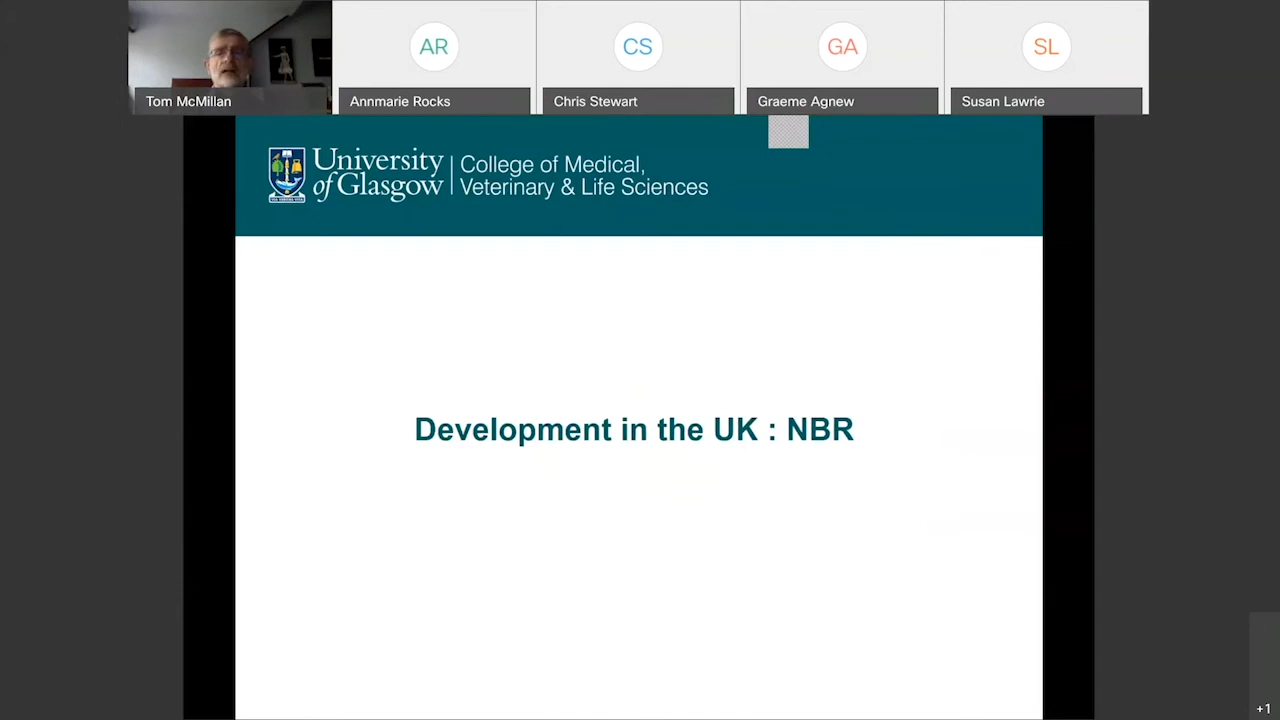 AR
CS
GA
SL
Tom McMillan
Annmarie Rocks
Chris Stewart
Graeme Agnew
Susan Lawrie
University
of Glasgow
College of Medical,
Veterinary & Life Sciences
Development in the UK : NBR
+1